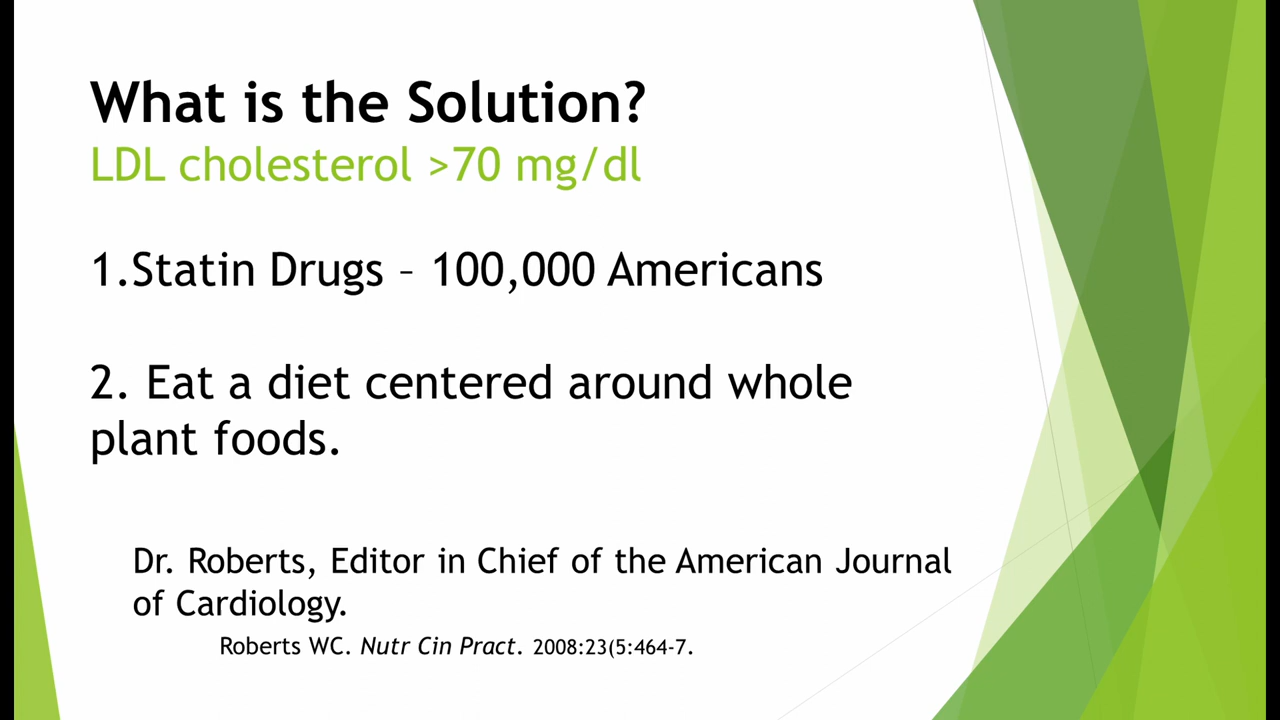 What is the Solution?
LDL cholesterol >70 mg/dl
1.Statin Drugs – 100,000 Americans
2. Eat a diet centered around whole
plant foods.
Dr. Roberts, Editor in Chief of the American Journal
of Cardiology.
Roberts WC. Nutr Cin Pract. 2008:23(5:464-7.